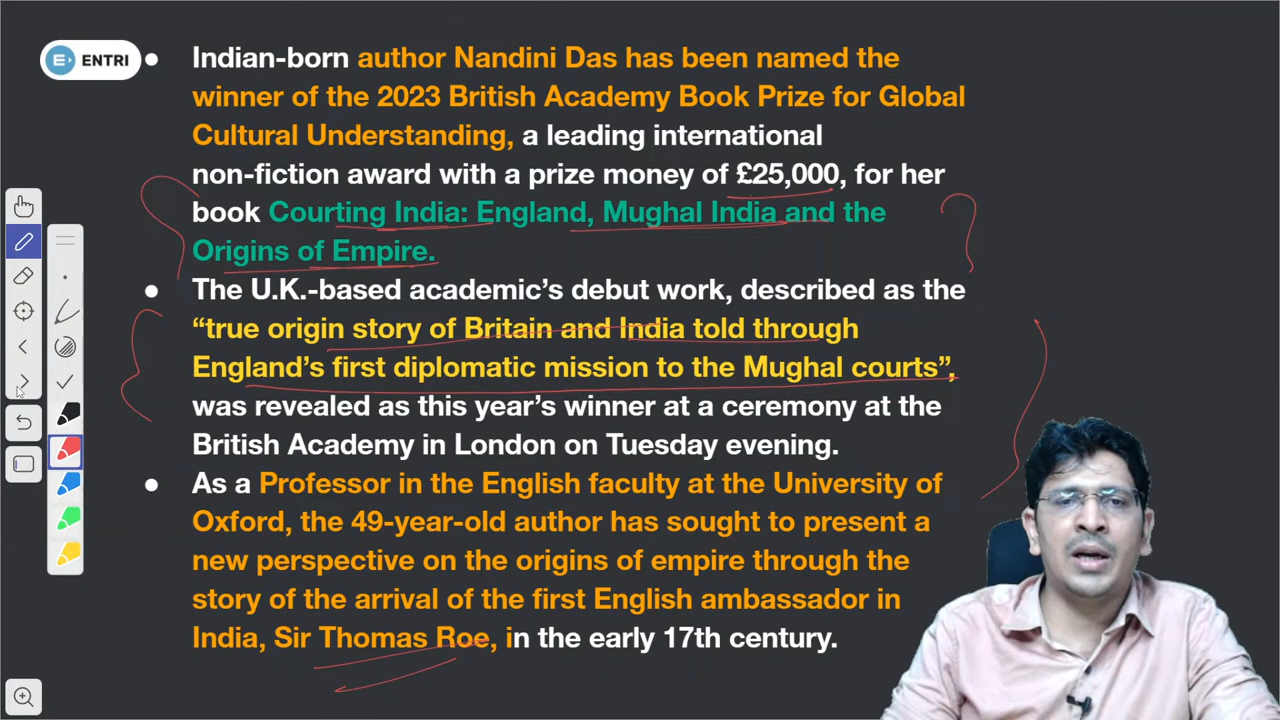 ENTRI
Indian-born author Nandini Das has been named the
winner of the 2023 British Academy Book Prize for Global
Cultural Understanding, a leading international
non-fiction award with a prize money of £25,000, for her
book Courting India: England, Mughal India and the
Origins of Empire.
The U.K.-based academic’s debut work, described as the
“true origin story of Britain and India told through
England’s first diplomatic mission to the Mughal courts”,
was revealed as this year’s winner at a ceremony at the
British Academy in London on Tuesday evening.
As a Professor in the English faculty at the University of
Oxford, the 49-year-old author has sought to present a
new perspective on the origins of empire through the
story of the arrival of the first English ambassador in
India, Sir Thomas Roe, in the early 17th century.